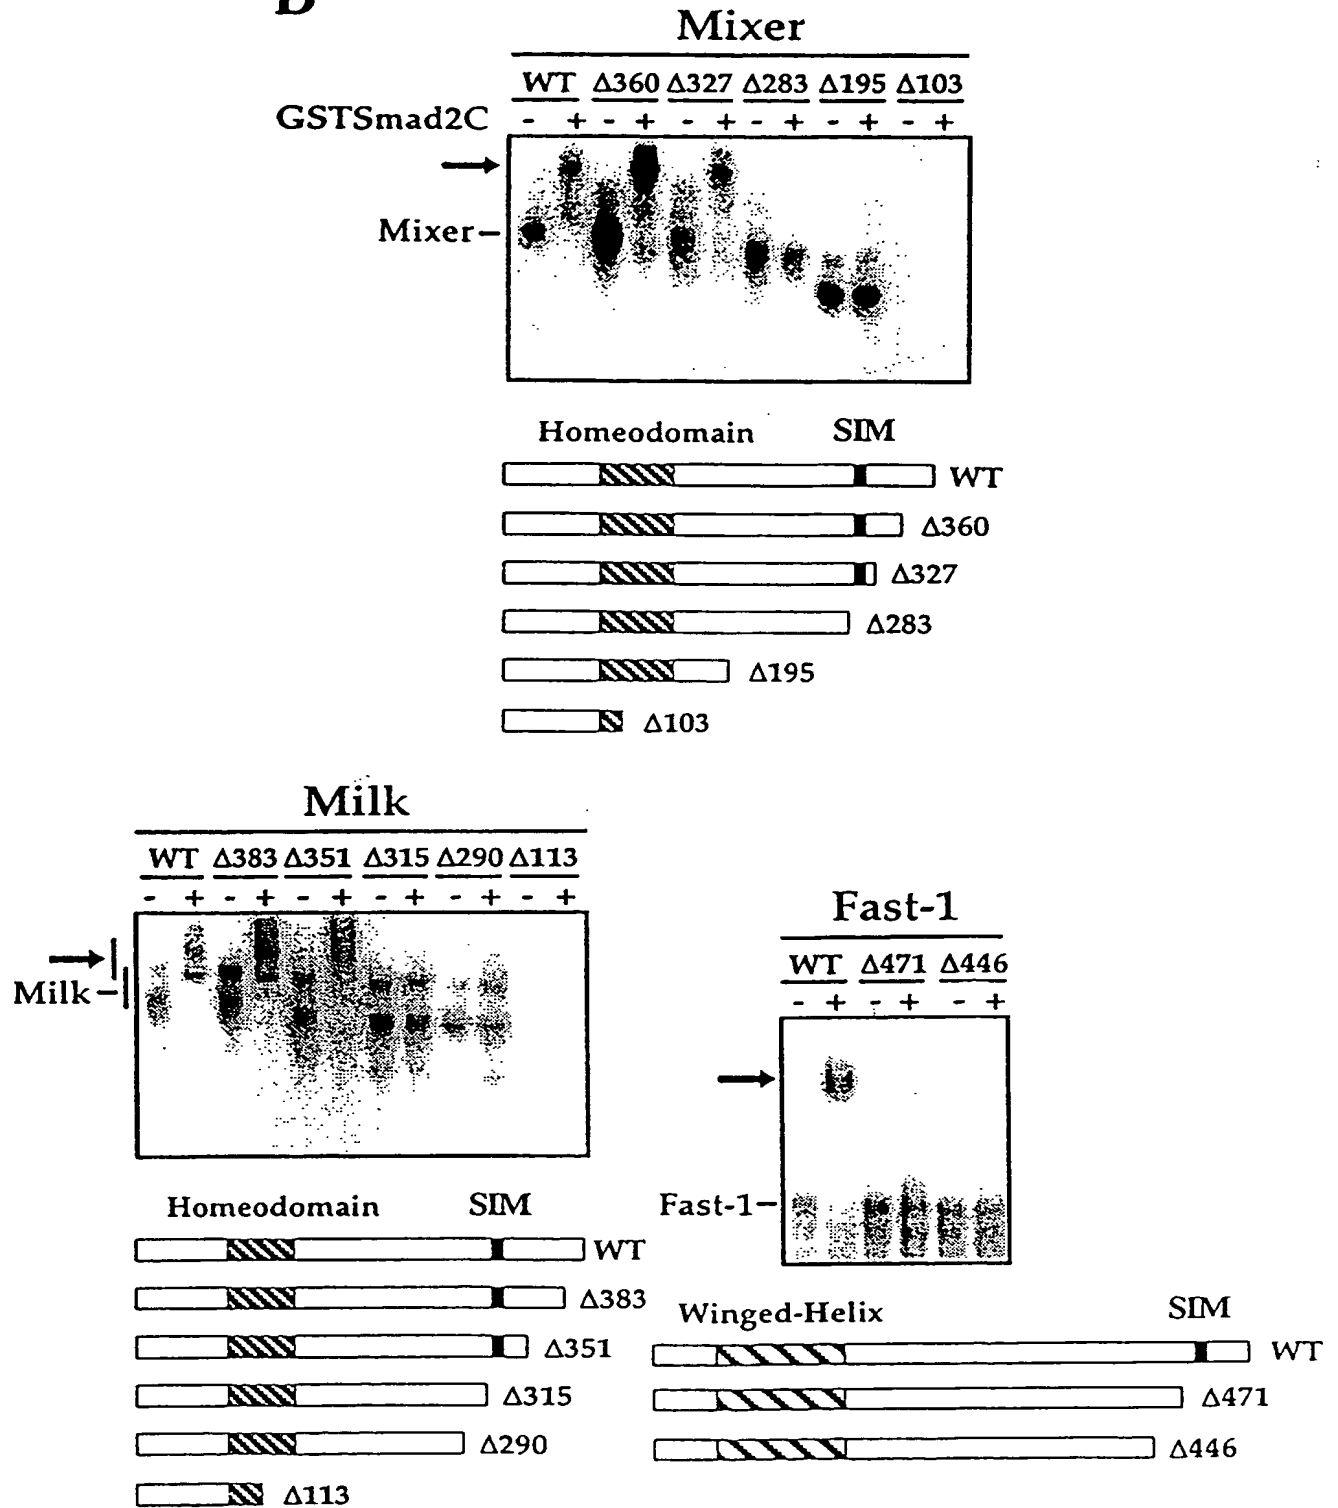 D
Mixer
WT Δ360 Δ327 Δ283 Δ195 Δ103
GSTSmad2C - + - + - + - + - + - +
Mixer
Homeodomain SIM
WT
Δ360
Δ327
Δ283
Δ195
Δ103
Milk
WT Δ383 Δ351 Δ315 Δ290 Δ113
- + - + - + - + - + - +
Milk
Homeodomain SIM
WT
Δ383
Δ351
Δ315
Δ290
Δ113
Fast-1
WT Δ471 Δ446
- + - + - +
Fast-1
Winged-Helix SIM
WT
Δ471
Δ446